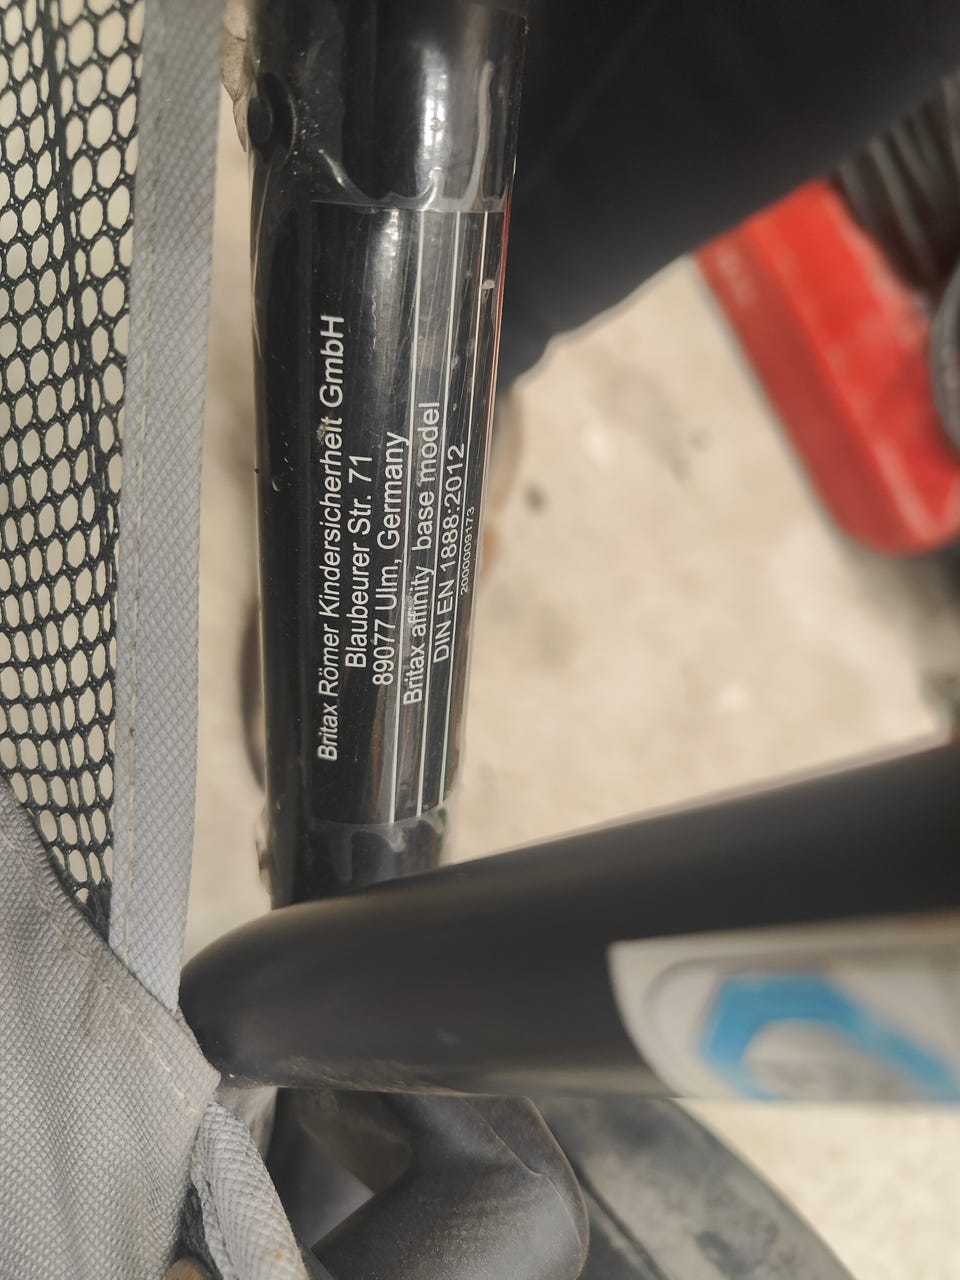 Britax Römer Kindersicherheit GmbH
Blaubeurer Str. 71
89077 Ulm, Germany
Britax affinity base model
DIN EN 1888:2012
2000009173